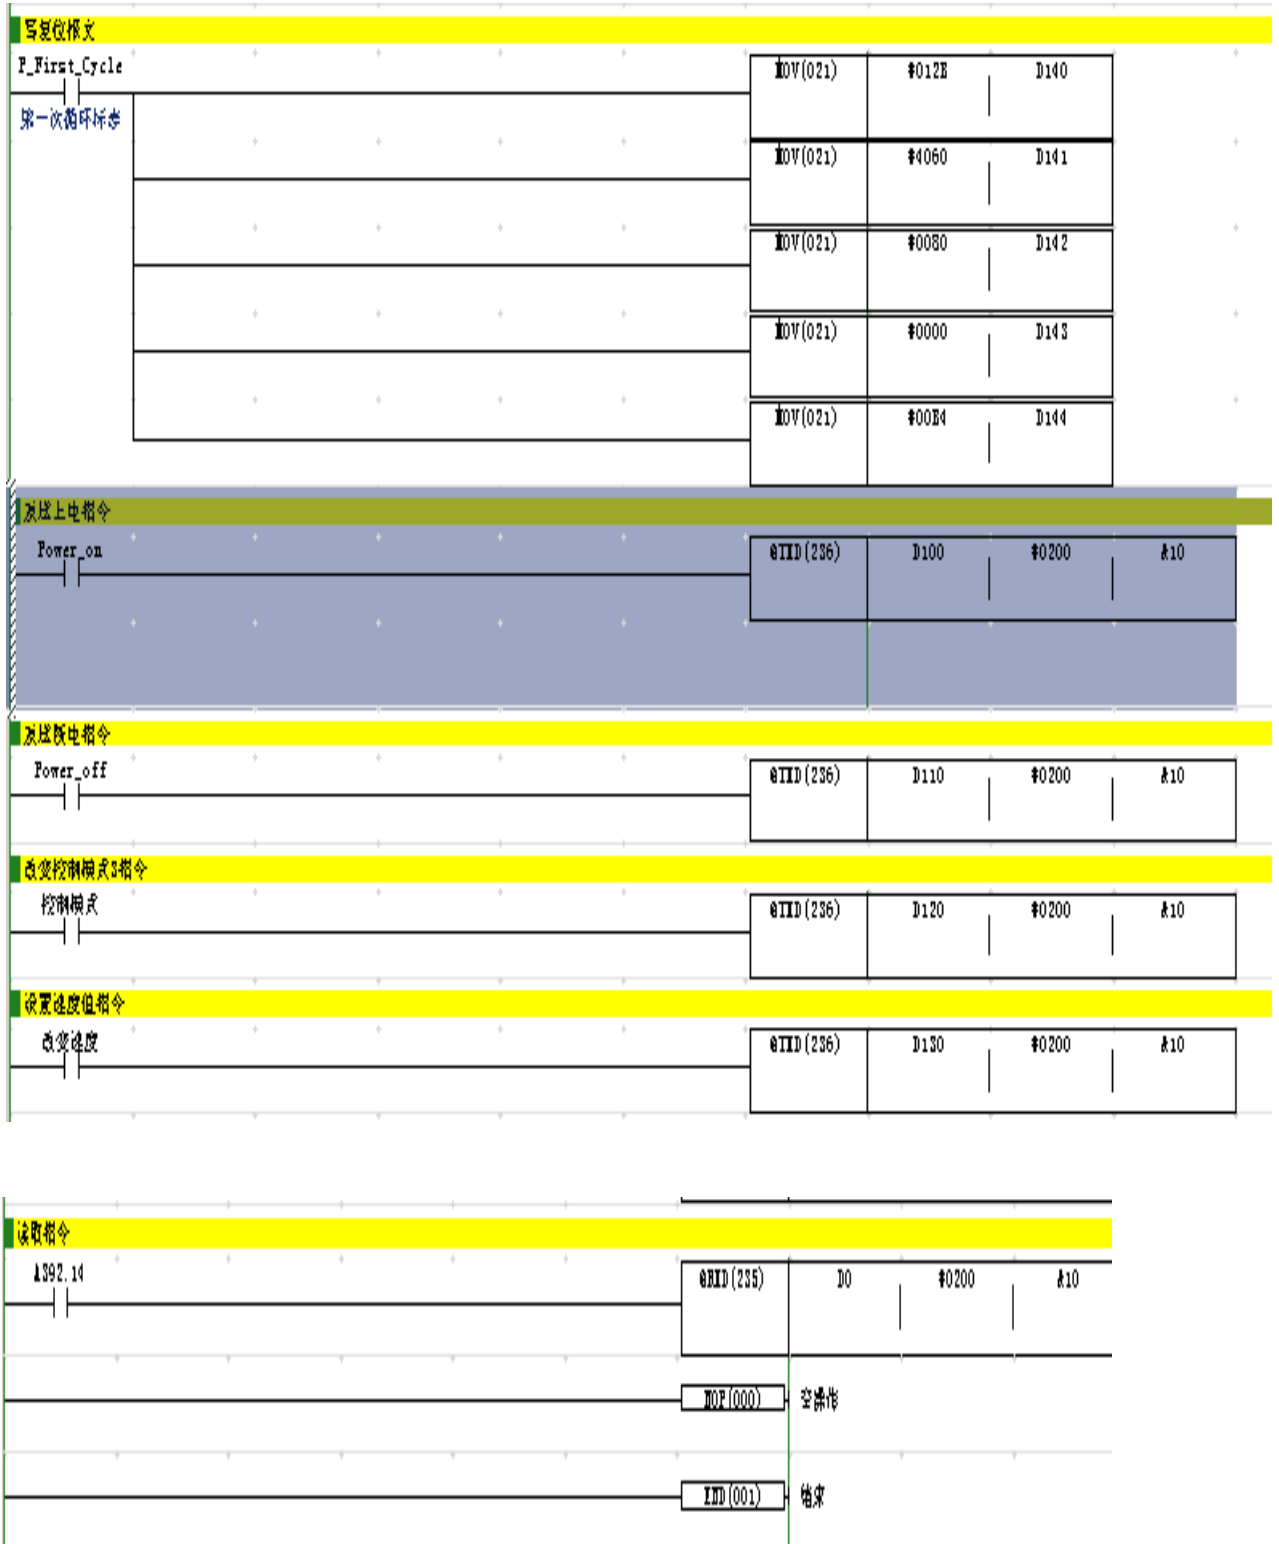 写复位报文
P_First_Cycle
MOV(021) #012E D140
第一次循环标志
MOV(021) #4060 D141
MOV(021) #0080 D142
MOV(021) #0000 D143
MOV(021) #00E4 D144
上电指令
Power_on
@TXD(236) D100 #0200 &10
断电指令
Power_off
@TXD(236) D110 #0200 &10
改变控制模式3指令
控制模式
@TXD(236) D120 #0200 &10
设置速度值指令
改变速度
@TXD(236) D130 #0200 &10
读取指令
A392.14
@RXD(235) D0 #0200 &10
NOP(000) 空操作
END(001) 结束